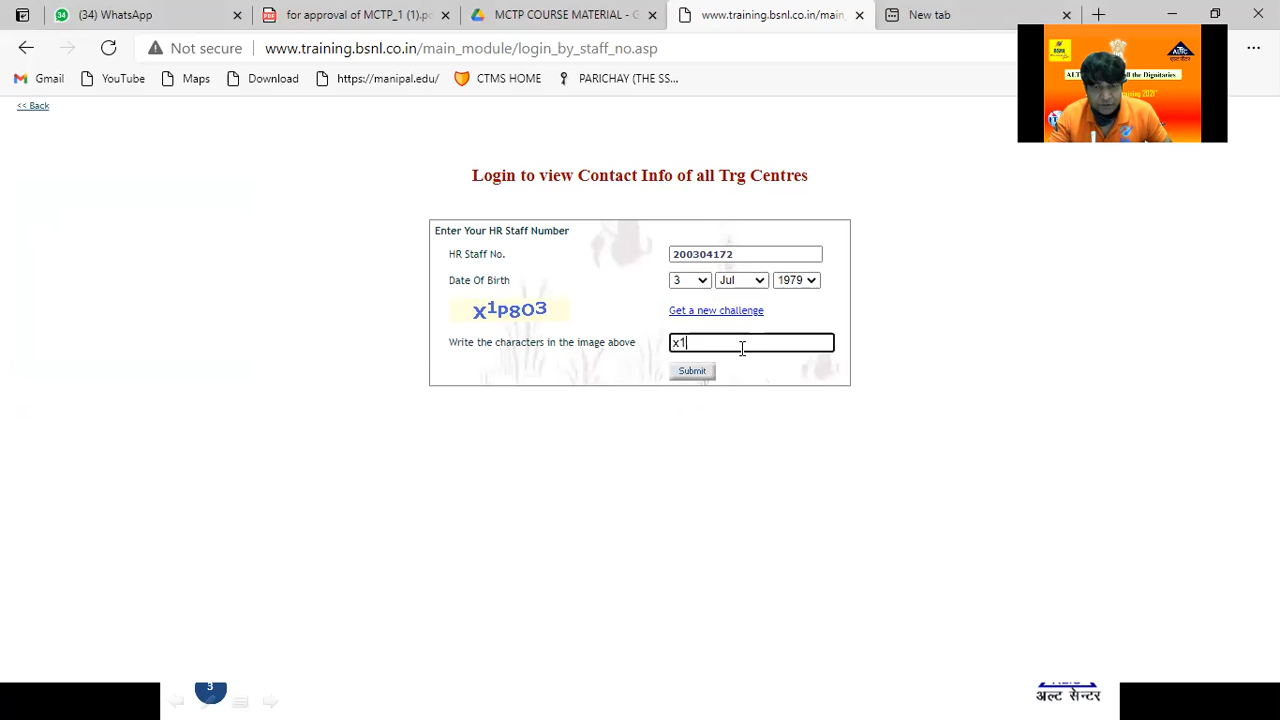 (34) WhatsApp
for approval of MCTP_1 (1).pd
MCTP COURSE MATERIAL - G
www.training.bsnl.co.in/main_
New tab
Not secure
www.training.bsnl.co.in/main_module/login_by_staff_no.asp
Gmail
YouTube
Maps
Download
https://manipal.edu/
CTMS HOME
PARICHAY (THE SS...
<< Back
Login to view Contact Info of all Trg Centres
Enter Your HR Staff Number
HR Staff No.
200304172
Date Of Birth
3
Jul
1979
x1P8O3
Get a new challenge
Write the characters in the image above
x1
Submit
3
अल्ट सेन्टर